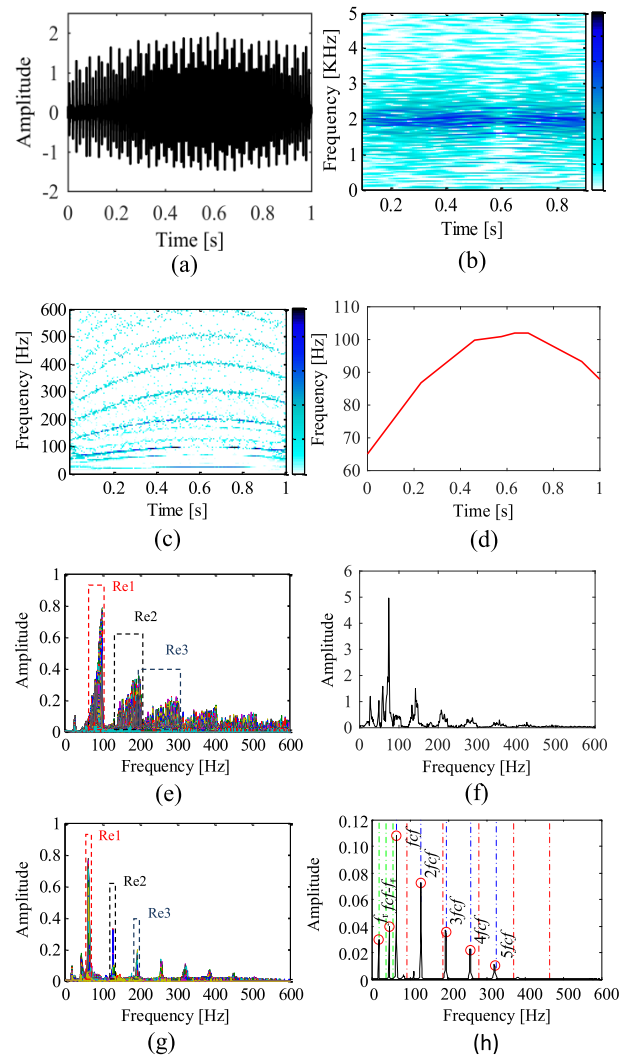 2
1
0
-1
-2
Amplitude
0 0.2 0.4 0.6 0.8 1
Time [s]
(a)
5
4
3
2
1
0
Frequency [KHz]
0.2 0.4 0.6 0.8
Time [s]
(b)
600
500
400
300
200
100
0
Frequency [Hz]
0.2 0.4 0.6 0.8 1
Time [s]
(c)
110
100
90
80
70
60
Frequency [Hz]
0 0.2 0.4 0.6 0.8 1
Time [s]
(d)
1
0.8
0.6
0.4
0.2
0
Amplitude
Re1
Re2
Re3
0 100 200 300 400 500 600
Frequency [Hz]
(e)
6
5
4
3
2
1
0
Amplitude
0 100 200 300 400 500 600
Frequency [Hz]
(f)
1
0.8
0.6
0.4
0.2
0
Amplitude
Re1
Re2
Re3
0 100 200 300 400 500 600
Frequency [Hz]
(g)
0.12
0.10
0.08
0.06
0.04
0.02
0
Amplitude
fr
fcf-fr
fcf
2fcf
3fcf
4fcf
5fcf
0 100 200 300 400 500 600
Frequency [Hz]
(h)